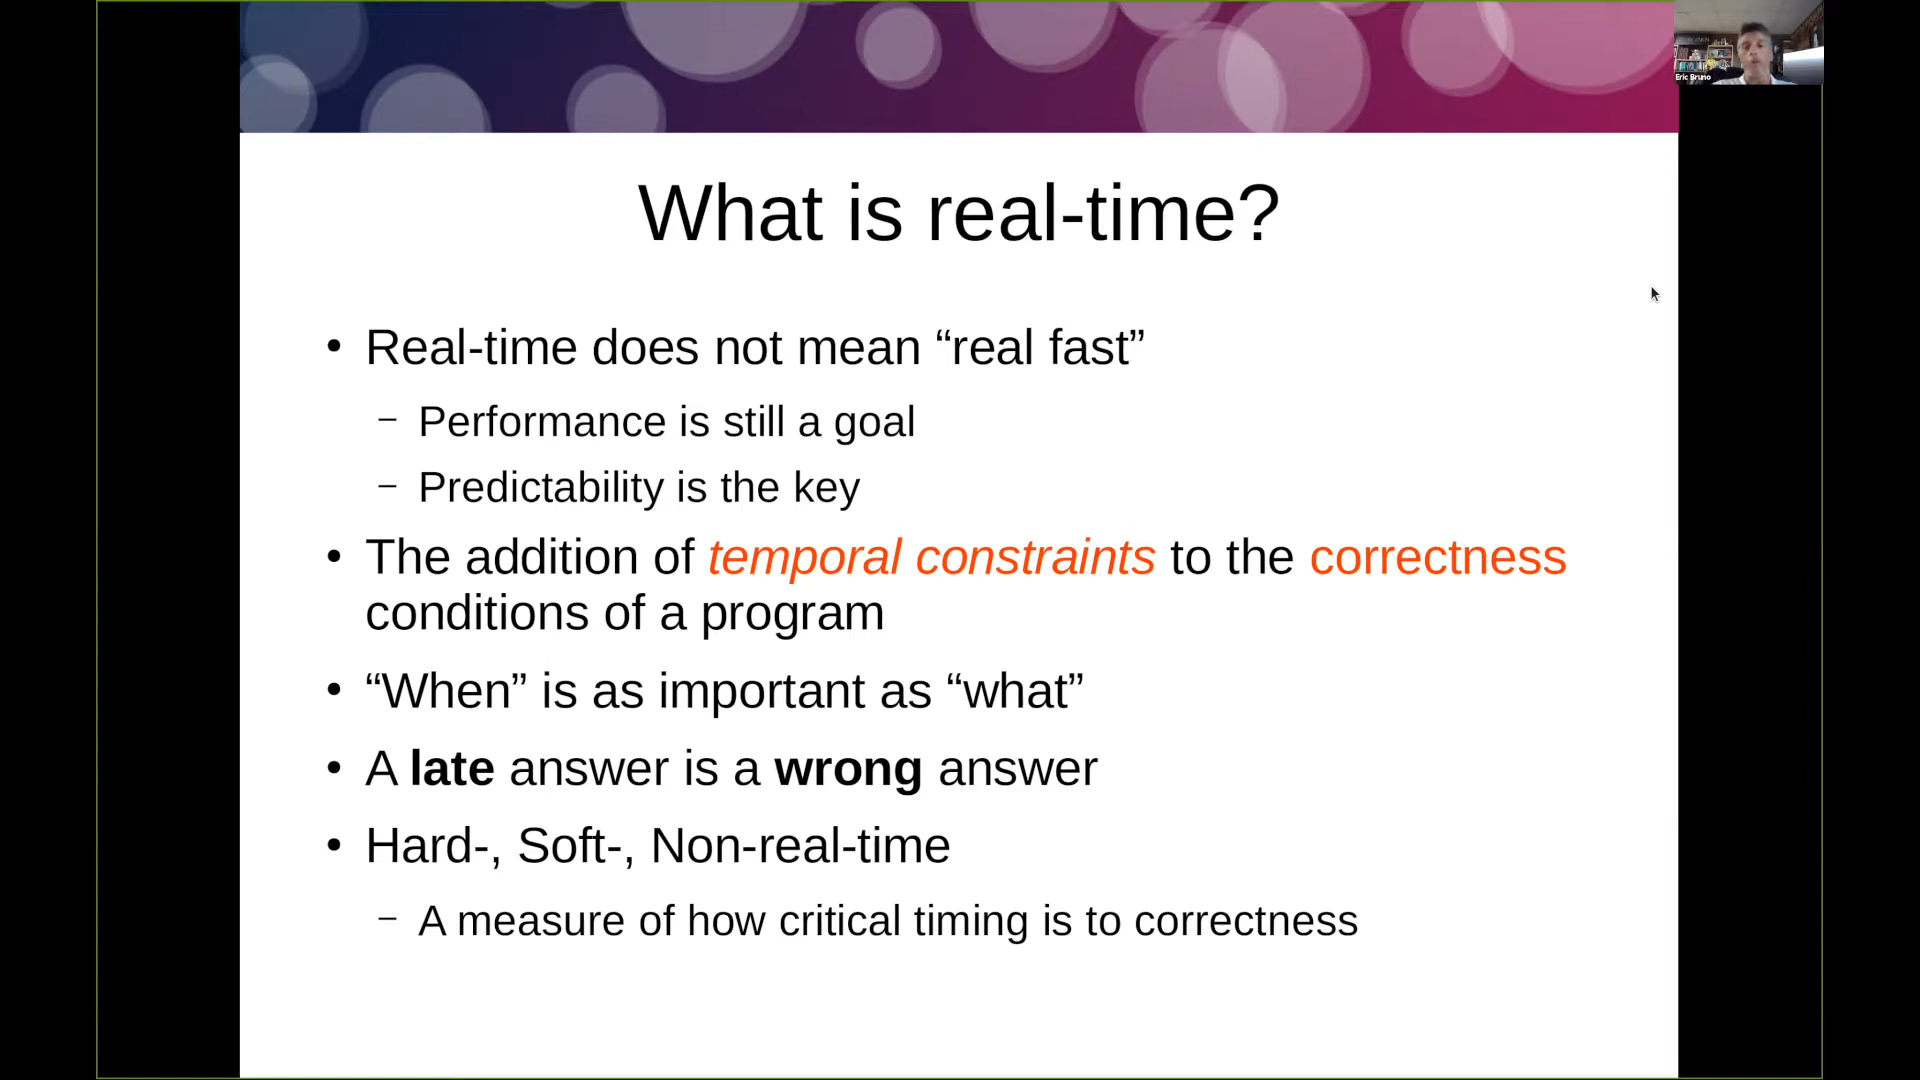 Eric Bruno
What is real-time?
• Real-time does not mean “real fast”
– Performance is still a goal
– Predictability is the key
• The addition of temporal constraints to the correctness
conditions of a program
• “When” is as important as “what”
• A late answer is a wrong answer
• Hard-, Soft-, Non-real-time
– A measure of how critical timing is to correctness